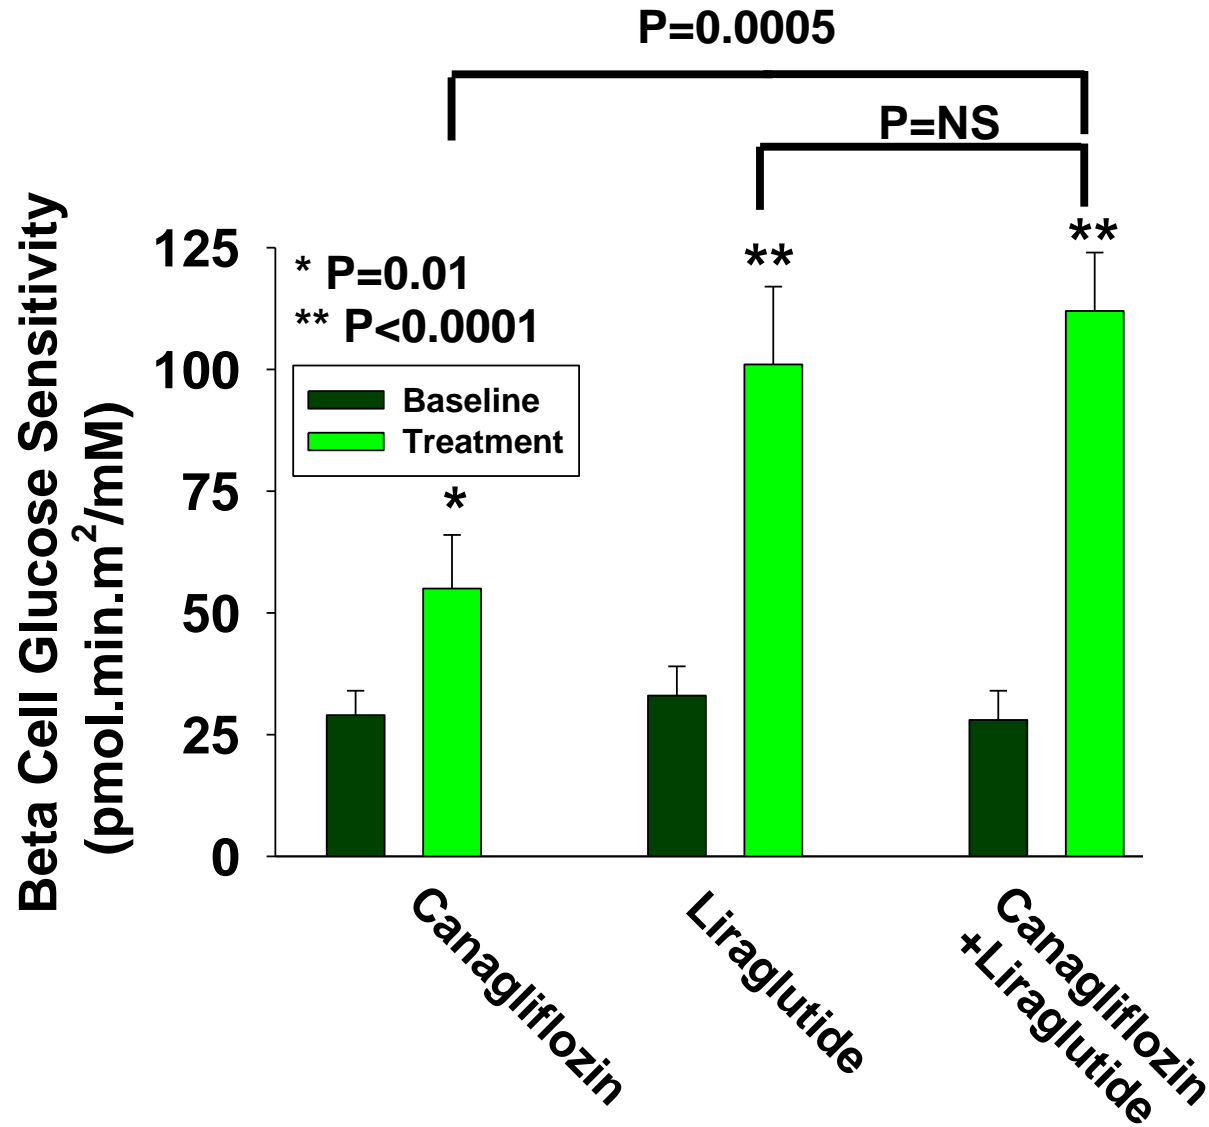 P=0.0005
P=NS
Beta Cell Glucose Sensitivity
(pmol.min.m²/mM)
125
100
75
50
25
0
* P=0.01
** P<0.0001
Baseline
Treatment
*
**
**
Canagliflozin
Liraglutide
Canagliflozin
+Liraglutide